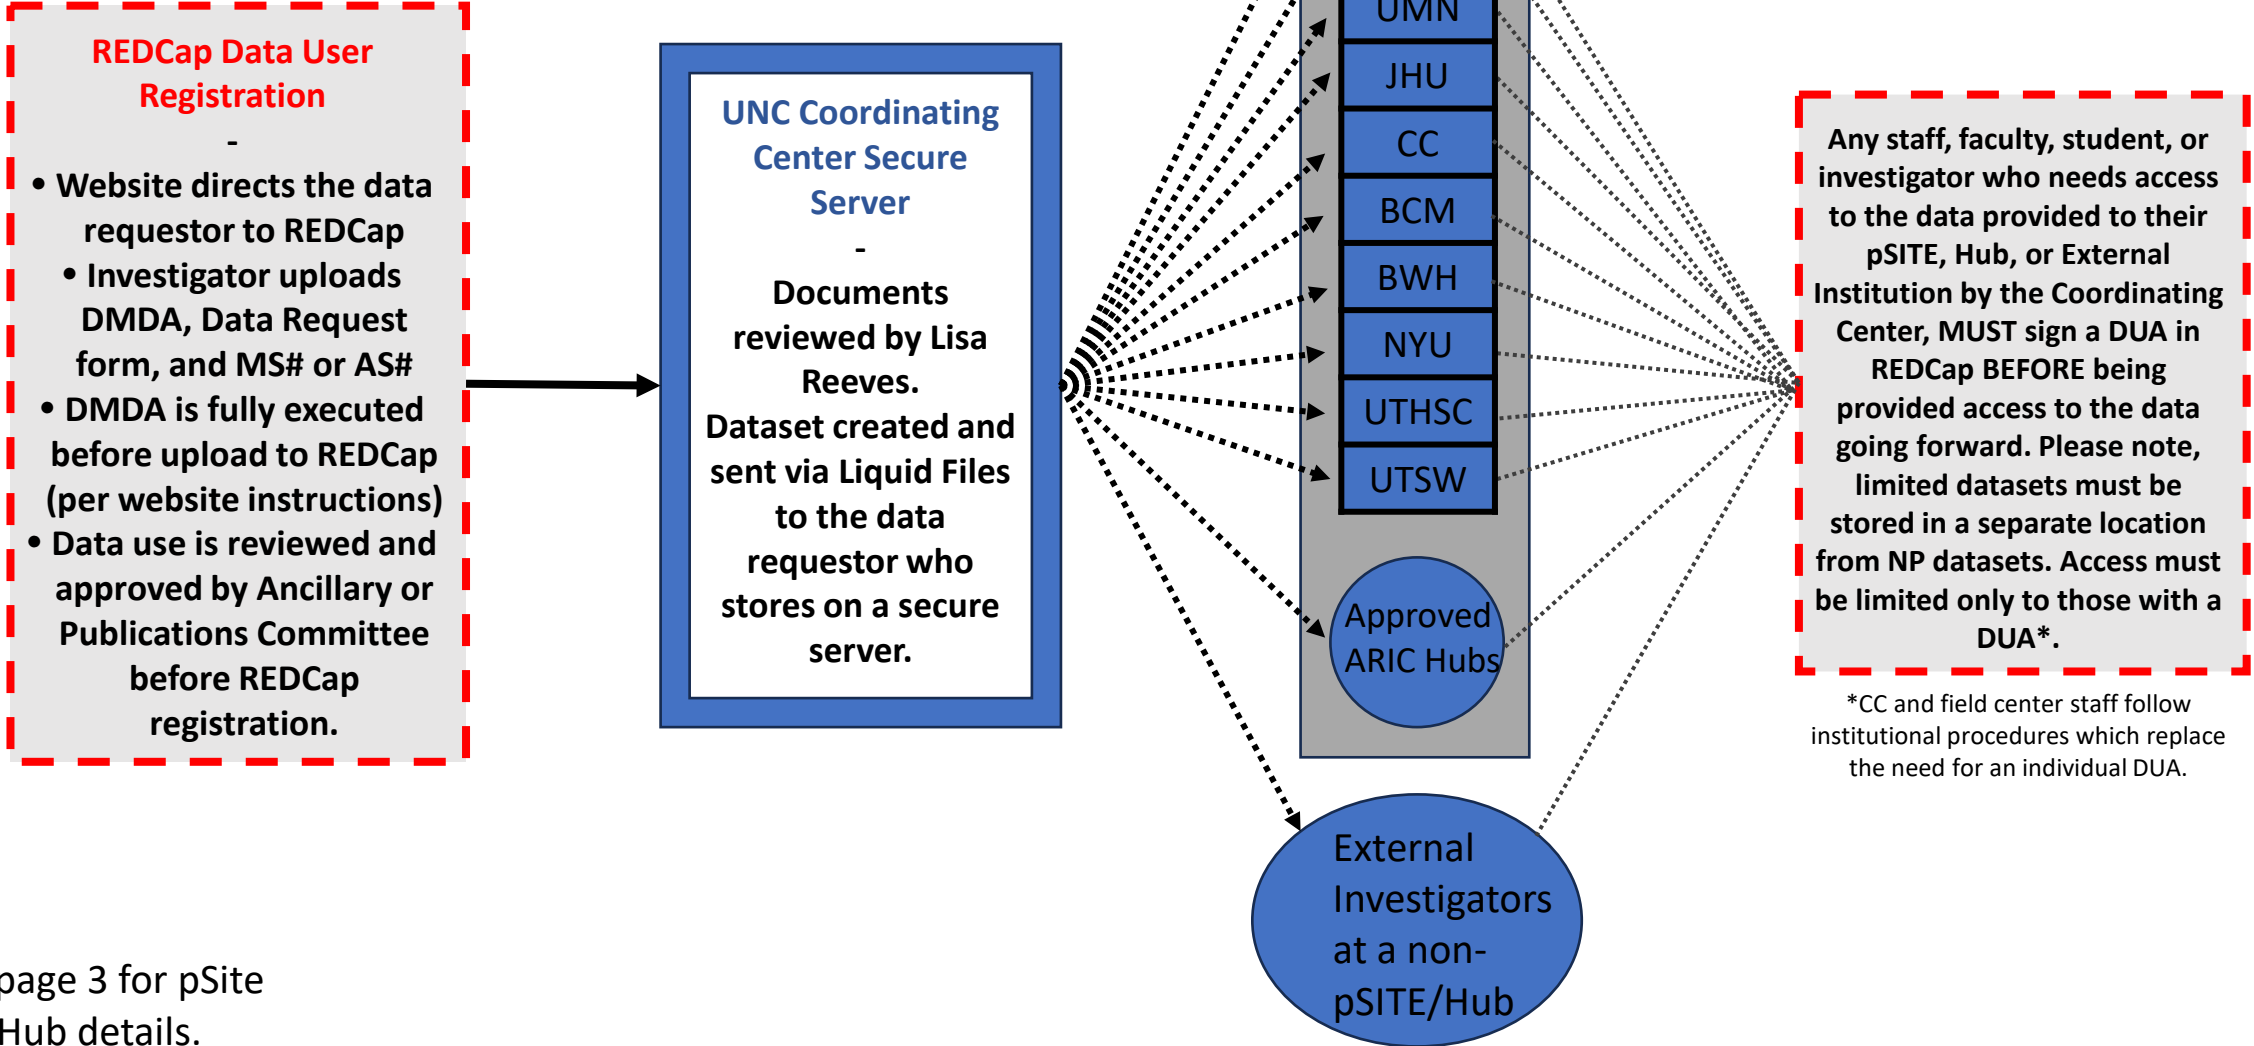 REDCap Data User
Registration
-
• Website directs the data
requestor to REDCap
• Investigator uploads
DMDA, Data Request
form, and MS# or AS#
• DMDA is fully executed
before upload to REDCap
(per website instructions)
• Data use is reviewed and
approved by Ancillary or
Publications Committee
before REDCap
registration.
UNC Coordinating
Center Secure
Server
-
Documents
reviewed by Lisa
Reeves.
Dataset created and
sent via Liquid Files
to the data
requestor who
stores on a secure
server.
UMN
JHU
CC
BCM
BWH
NYU
UTHSC
UTSW
Approved
ARIC Hubs
External
Investigators
at a non-
pSITE/Hub
Any staff, faculty, student, or
investigator who needs access
to the data provided to their
pSITE, Hub, or External
Institution by the Coordinating
Center, MUST sign a DUA in
REDCap BEFORE being
provided access to the data
going forward. Please note,
limited datasets must be
stored in a separate location
from NP datasets. Access must
be limited only to those with a
DUA*.
*CC and field center staff follow
institutional procedures which replace
the need for an individual DUA.
page 3 for pSite
Hub details.